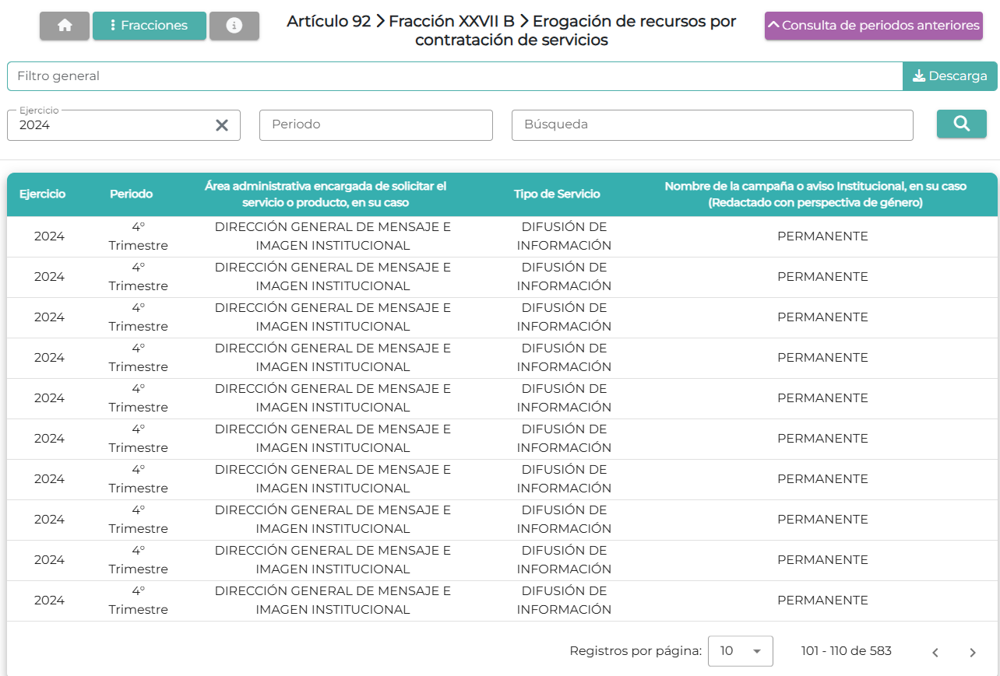 Fracciones
Artículo 92 > Fracción XXVII B > Erogación de recursos por
contratación de servicios
Consulta de periodos anteriores
Filtro general
Descarga
Ejercicio
2024
Periodo
Búsqueda
Ejercicio
Periodo
Área administrativa encargada de solicitar el
servicio o producto, en su caso
Tipo de Servicio
Nombre de la campaña o aviso Institucional, en su caso
(Redactado con perspectiva de género)
2024
4°
Trimestre
DIRECCIÓN GENERAL DE MENSAJE E
IMAGEN INSTITUCIONAL
DIFUSIÓN DE
INFORMACIÓN
PERMANENTE
2024
4°
Trimestre
DIRECCIÓN GENERAL DE MENSAJE E
IMAGEN INSTITUCIONAL
DIFUSIÓN DE
INFORMACIÓN
PERMANENTE
2024
4°
Trimestre
DIRECCIÓN GENERAL DE MENSAJE E
IMAGEN INSTITUCIONAL
DIFUSIÓN DE
INFORMACIÓN
PERMANENTE
2024
4°
Trimestre
DIRECCIÓN GENERAL DE MENSAJE E
IMAGEN INSTITUCIONAL
DIFUSIÓN DE
INFORMACIÓN
PERMANENTE
2024
4°
Trimestre
DIRECCIÓN GENERAL DE MENSAJE E
IMAGEN INSTITUCIONAL
DIFUSIÓN DE
INFORMACIÓN
PERMANENTE
2024
4°
Trimestre
DIRECCIÓN GENERAL DE MENSAJE E
IMAGEN INSTITUCIONAL
DIFUSIÓN DE
INFORMACIÓN
PERMANENTE
2024
4°
Trimestre
DIRECCIÓN GENERAL DE MENSAJE E
IMAGEN INSTITUCIONAL
DIFUSIÓN DE
INFORMACIÓN
PERMANENTE
2024
4°
Trimestre
DIRECCIÓN GENERAL DE MENSAJE E
IMAGEN INSTITUCIONAL
DIFUSIÓN DE
INFORMACIÓN
PERMANENTE
2024
4°
Trimestre
DIRECCIÓN GENERAL DE MENSAJE E
IMAGEN INSTITUCIONAL
DIFUSIÓN DE
INFORMACIÓN
PERMANENTE
2024
4°
Trimestre
DIRECCIÓN GENERAL DE MENSAJE E
IMAGEN INSTITUCIONAL
DIFUSIÓN DE
INFORMACIÓN
PERMANENTE
Registros por página: 10 101 - 110 de 583